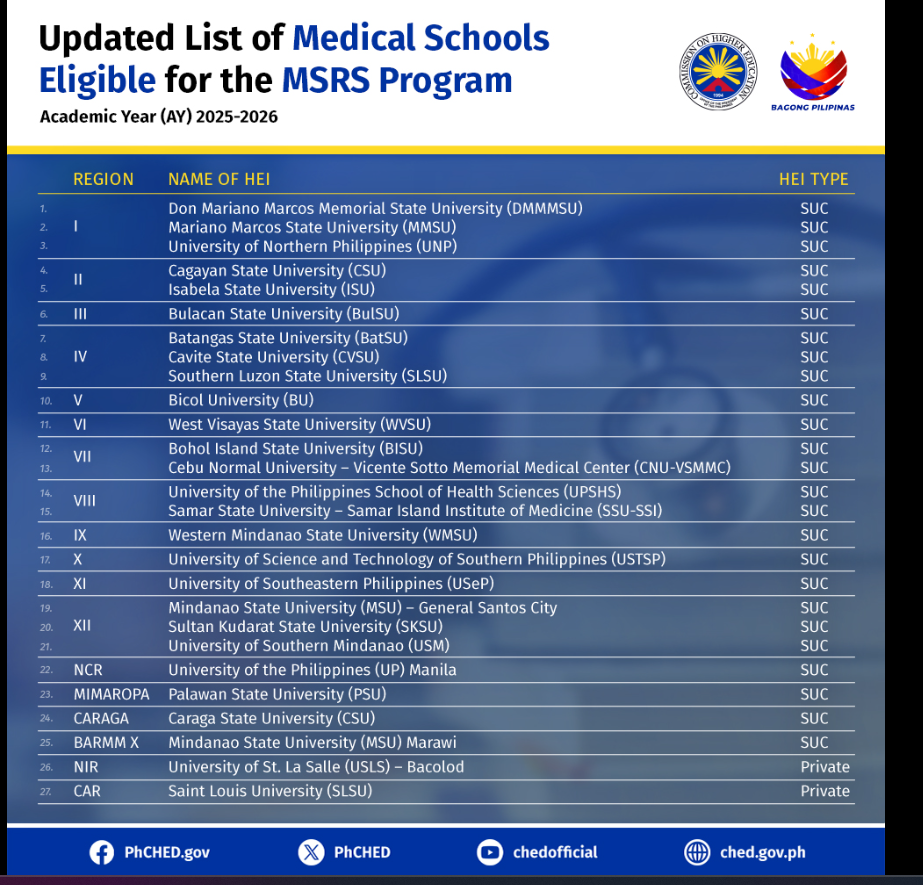 Updated List of Medical Schools
Eligible for the MSRS Program
Academic Year (AY) 2025-2026
COMMISSION ON HIGHER EDUCATION
1994
BAGONG PILIPINAS
REGION NAME OF HEI HEI TYPE
1. Don Mariano Marcos Memorial State University (DMMMSU) SUC
2. I Mariano Marcos State University (MMSU) SUC
3. University of Northern Philippines (UNP) SUC
4. II Cagayan State University (CSU) SUC
5. Isabela State University (ISU) SUC
6. III Bulacan State University (BulSU) SUC
7. Batangas State University (BatSU) SUC
8. IV Cavite State University (CVSU) SUC
9. Southern Luzon State University (SLSU) SUC
10. V Bicol University (BU) SUC
11. VI West Visayas State University (WVSU) SUC
12. VII Bohol Island State University (BISU) SUC
13. Cebu Normal University – Vicente Sotto Memorial Medical Center (CNU-VSMMC) SUC
14. VIII University of the Philippines School of Health Sciences (UPSHS) SUC
15. Samar State University – Samar Island Institute of Medicine (SSU-SSI) SUC
16. IX Western Mindanao State University (WMSU) SUC
17. X University of Science and Technology of Southern Philippines (USTSP) SUC
18. XI University of Southeastern Philippines (USeP) SUC
19. Mindanao State University (MSU) – General Santos City SUC
20. XII Sultan Kudarat State University (SKSU) SUC
21. University of Southern Mindanao (USM) SUC
22. NCR University of the Philippines (UP) Manila SUC
23. MIMAROPA Palawan State University (PSU) SUC
24. CARAGA Caraga State University (CSU) SUC
25. BARMM X Mindanao State University (MSU) Marawi SUC
26. NIR University of St. La Salle (USLS) – Bacolod Private
27. CAR Saint Louis University (SLSU) Private
PhCHED.gov PhCHED chedofficial ched.gov.ph